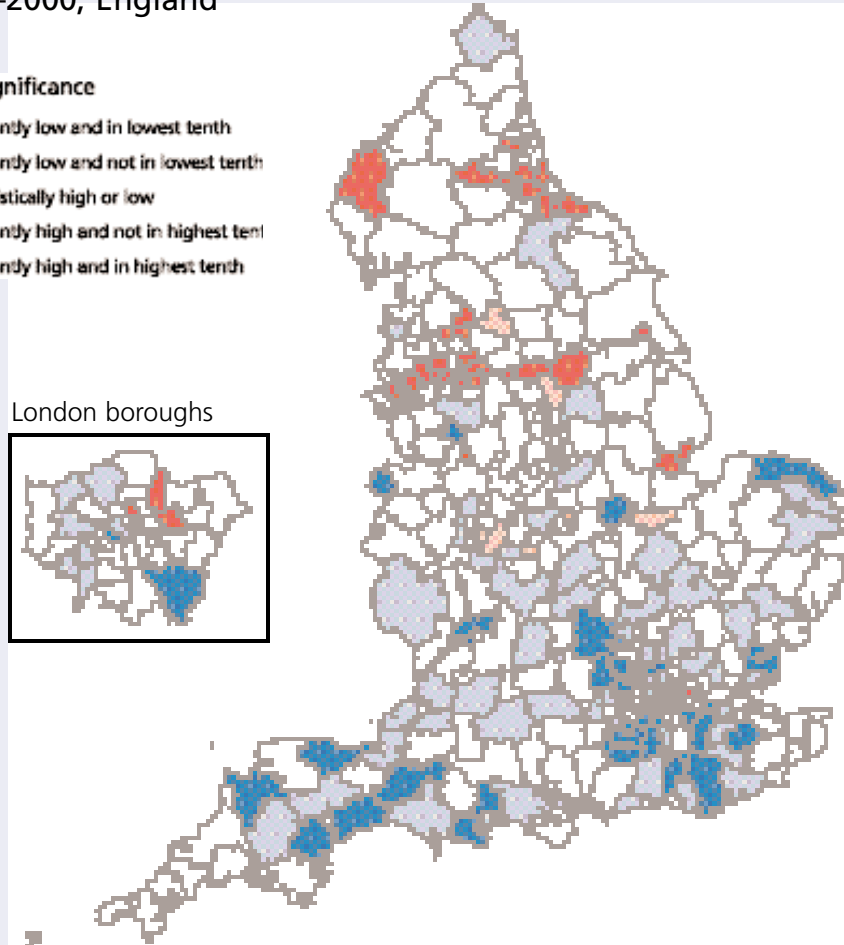 -2000, England
gnificance
ntly low and in lowest tenth
ntly low and not in lowest tenth
stically high or low
ntly high and not in highest tent
ntly high and in highest tenth
London boroughs